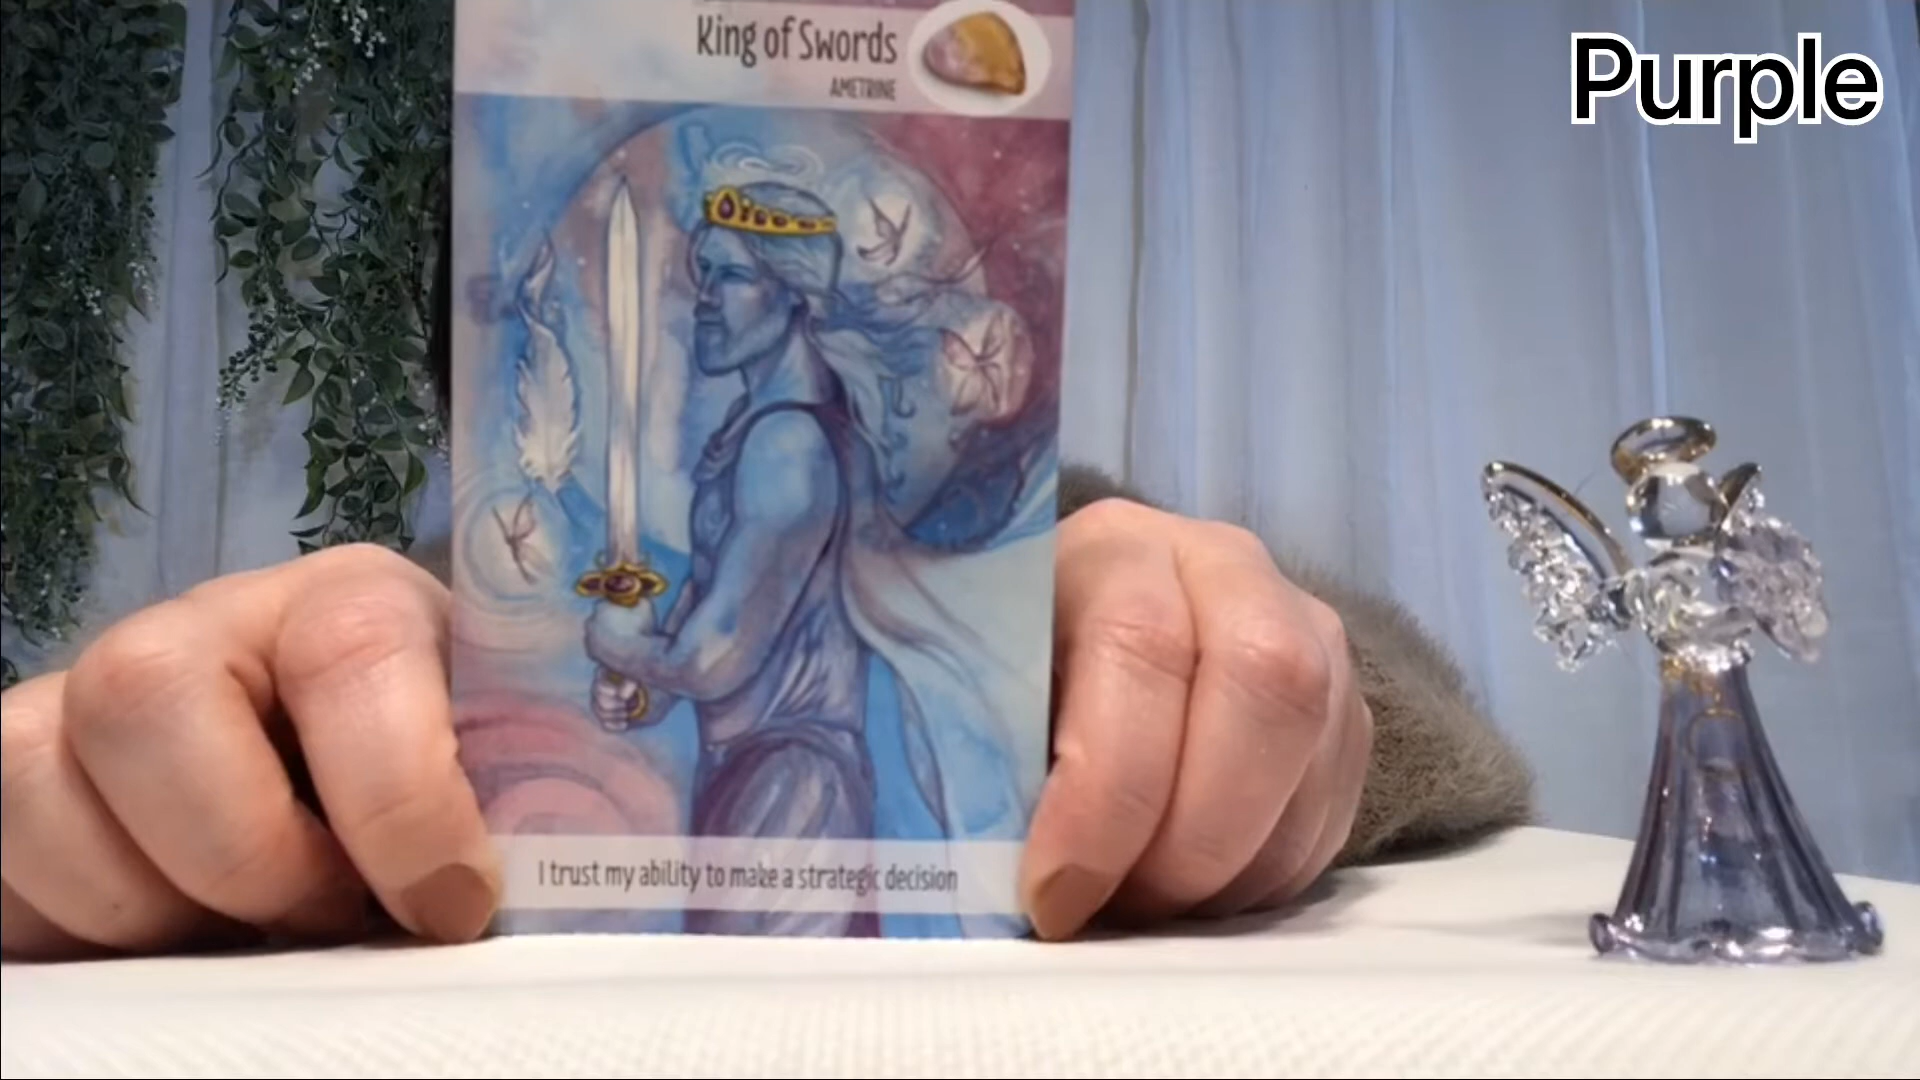 King of Swords
AMETRINE
Purple
I trust my ability to make a strategic decision